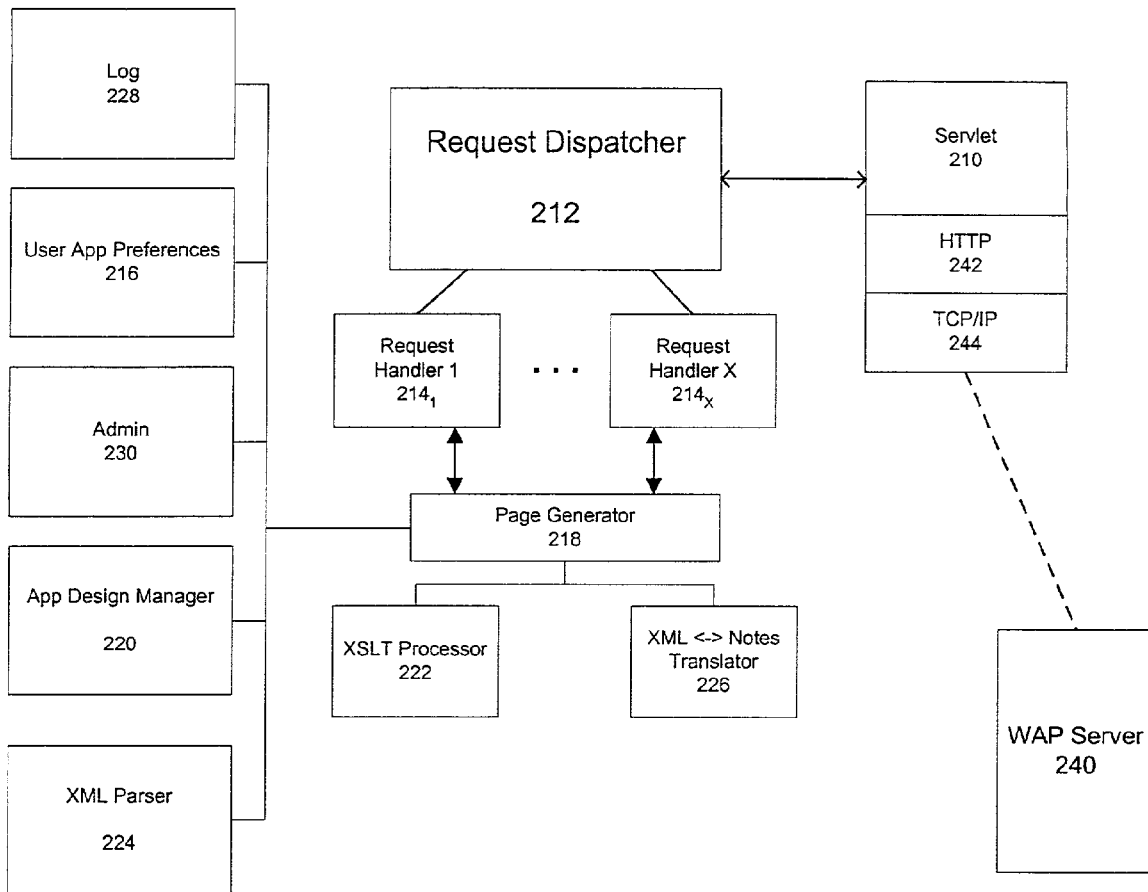 Log
228
User App Preferences
216
Admin
230
App Design Manager
220
XML Parser
224
Request Dispatcher
212
Request
Handler 1
214₁
. . .
Request
Handler X
214ₓ
Page Generator
218
XSLT Processor
222
XML <-> Notes
Translator
226
Servlet
210
HTTP
242
TCP/IP
244
WAP Server
240